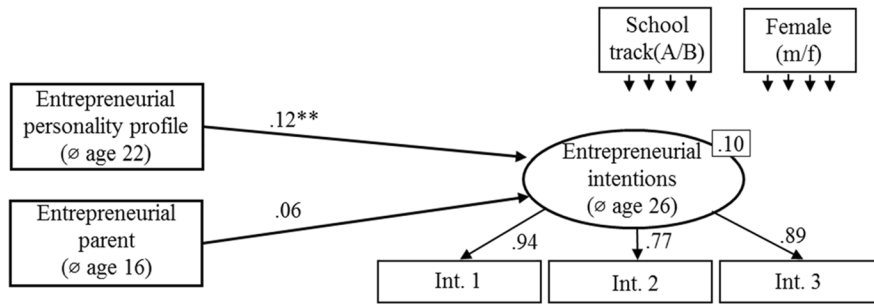 School
track(A/B)
Female
(m/f)
Entrepreneurial
personality profile
(⌀ age 22)
.12**
.10
Entrepreneurial
intentions
(⌀ age 26)
Entrepreneurial
parent
(⌀ age 16)
.06
.94
.77
.89
Int. 1
Int. 2
Int. 3